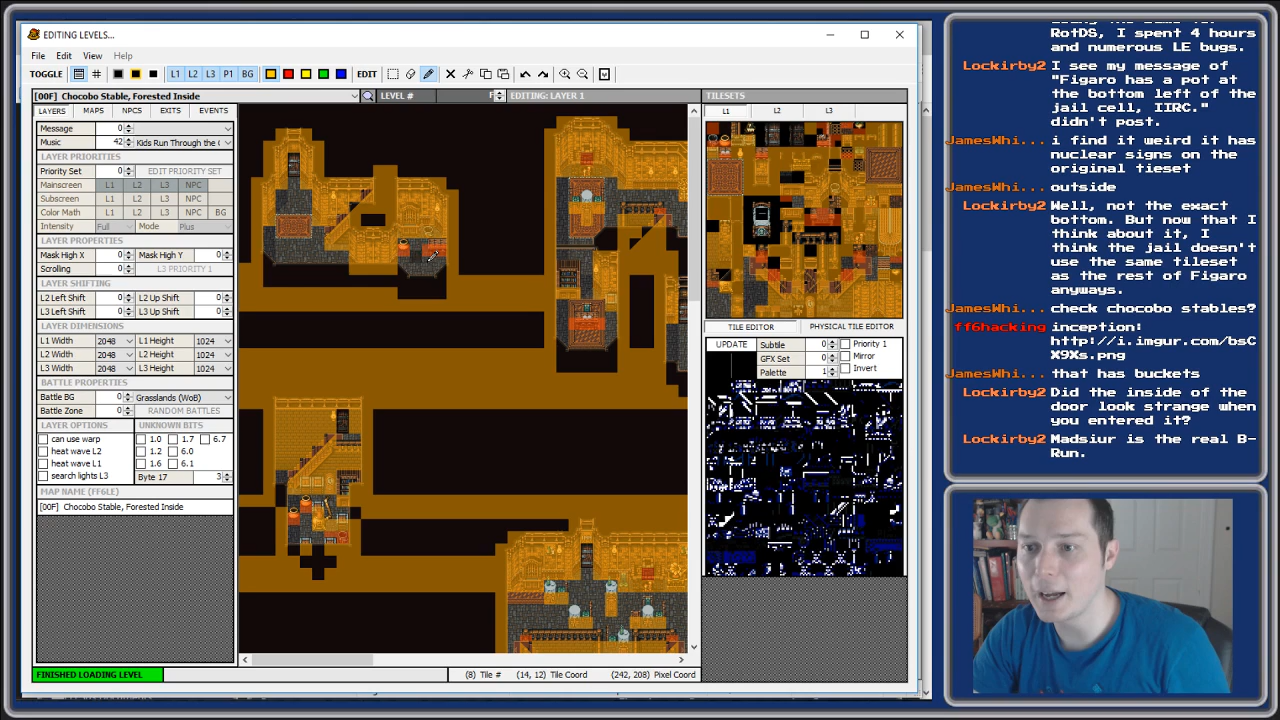 EDITING LEVELS...
File Edit View Help
TOGGLE L1 L2 L3 P1 BG EDIT
[00F] Chocobo Stable, Forested Inside LEVEL # F EDITING: LAYER 1 TILESETS
LAYERS MAPS NPCS EXITS EVENTS
L1 L2 L3
Message 0
Music 42 Kids Run Through the
LAYER PRIORITIES
Priority Set 0 EDIT PRIORITY SET
Mainscreen L1 L2 L3 NPC
Subscreen L1 L2 L3 NPC
Color Math L1 L2 L3 NPC BG
Intensity Full Mode Plus
LAYER PROPERTIES
Mask High X 0 Mask High Y 0
Scrolling 0 L3 PRIORITY 1
LAYER SHIFTING
L2 Left Shift 0 L2 Up Shift 0
L3 Left Shift 0 L3 Up Shift 0
LAYER DIMENSIONS
L1 Width 2048 L1 Height 1024
L2 Width 2048 L2 Height 1024
L3 Width 2048 L3 Height 1024
BATTLE PROPERTIES
Battle BG 0 Grasslands (WoB)
Battle Zone 0 RANDOM BATTLES
LAYER OPTIONS UNKNOWN BITS
can use warp 1.0 1.7 6.7
heat wave L2 1.2 6.0
heat wave L1 1.6 6.1
search lights L3 Byte 17 3
MAP NAME (FF6LE)
[00F] Chocobo Stable, Forested Inside
TILE EDITOR PHYSICAL TILE EDITOR
UPDATE Subtile 0 Priority 1
GFX Set 0 Mirror
Palette 1 Invert
FINISHED LOADING LEVEL
(8) Tile # (14, 12) Tile Coord (242, 208) Pixel Coord
RotDS, I spent 4 hours
and numerous LE bugs.
Lockirby2 I see my message of
"Figaro has a pot at
the bottom left of the
jail cell, IIRC."
didn't post.
JamesWhi... i find it weird it has
nuclear signs on the
original tieset
JamesWhi... outside
Lockirby2 Well, not the exact
bottom. But now that I
think about it, I
think the jail doesn't
use the same tileset
as the rest of Figaro
anyways.
JamesWhi... check chocobo stables?
ff6hacking inception:
http://i.imgur.com/bsC
X9Xs.png
JamesWhi... that has buckets
Lockirby2 Did the inside of the
door look strange when
you entered it?
Lockirby2 Madsiur is the real B-
Run.